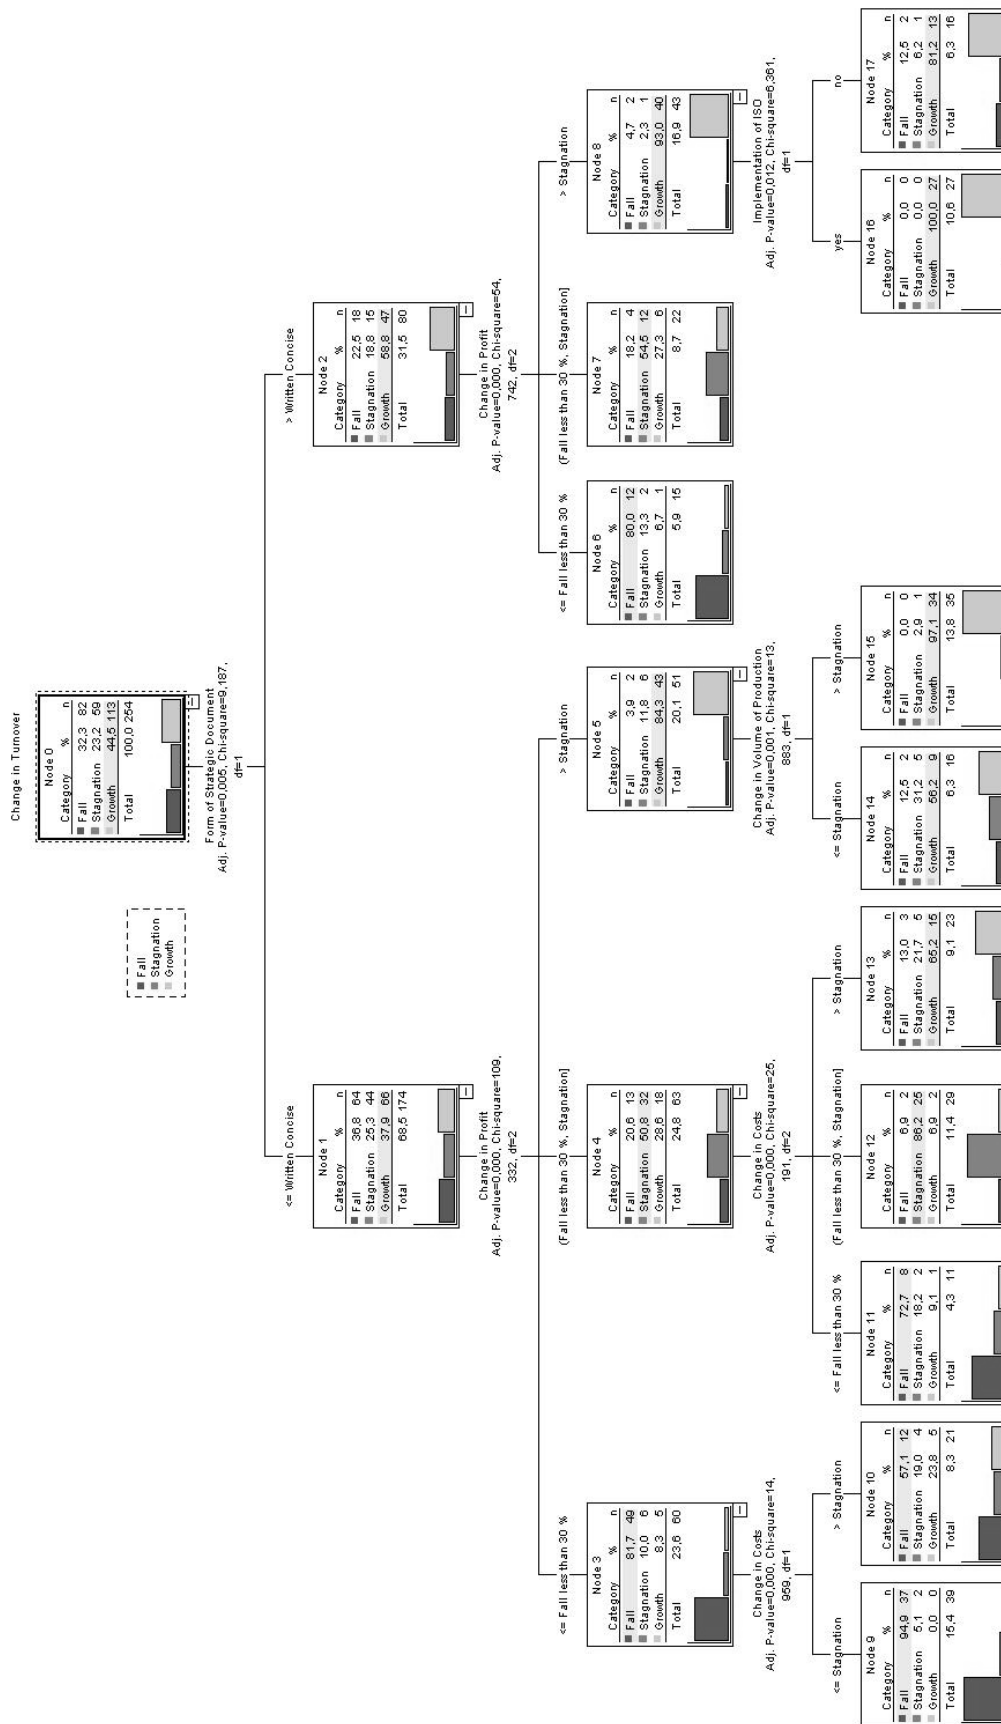 Change in Turnover
Node 0
Category % n
Fall 32,3 82
Stagnation 23,2 59
Growth 44,5 113
Total 100,0 254
Fall
Stagnation
Growth
Form of Strategic Document
Adj. P-value=0,005, Chi-square=9,187,
df=1
<= Written Concise
Node 1
Category % n
Fall 36,8 64
Stagnation 25,3 44
Growth 37,9 66
Total 68,5 174
Change in Profit
Adj. P-value=0,000, Chi-square=109,
332, df=2
> Written Concise
Node 2
Category % n
Fall 22,5 18
Stagnation 18,8 15
Growth 58,8 47
Total 31,5 80
Change in Profit
Adj. P-value=0,000, Chi-square=54,
742, df=2
<= Fall less than 30 %
Node 3
Category % n
Fall 81,7 49
Stagnation 10,0 6
Growth 8,3 5
Total 23,6 60
Change in Costs
Adj. P-value=0,000, Chi-square=14,
959, df=1
(Fall less than 30 %, Stagnation]
Node 4
Category % n
Fall 20,6 13
Stagnation 50,8 32
Growth 28,6 18
Total 24,8 63
Change in Costs
Adj. P-value=0,000, Chi-square=25,
191, df=2
> Stagnation
Node 5
Category % n
Fall 3,9 2
Stagnation 11,8 6
Growth 84,3 43
Total 20,1 51
Change in Volume of Production
Adj. P-value=0,001, Chi-square=13,
883, df=1
<= Fall less than 30 %
Node 6
Category % n
Fall 80,0 12
Stagnation 13,3 2
Growth 6,7 1
Total 5,9 15
(Fall less than 30 %, Stagnation]
Node 7
Category % n
Fall 18,2 4
Stagnation 54,5 12
Growth 27,3 6
Total 8,7 22
> Stagnation
Node 8
Category % n
Fall 4,7 2
Stagnation 2,3 1
Growth 93,0 40
Total 16,9 43
Implementation of ISO
Adj. P-value=0,012, Chi-square=6,361,
df=1
<= Stagnation
Node 9
Category % n
Fall 94,9 37
Stagnation 5,1 2
Growth 0,0 0
Total 15,4 39
> Stagnation
Node 10
Category % n
Fall 57,1 12
Stagnation 19,0 4
Growth 23,8 5
Total 8,3 21
<= Fall less than 30 %
Node 11
Category % n
Fall 72,7 8
Stagnation 18,2 2
Growth 9,1 1
Total 4,3 11
(Fall less than 30 %, Stagnation]
Node 12
Category % n
Fall 6,9 2
Stagnation 86,2 25
Growth 6,9 2
Total 11,4 29
> Stagnation
Node 13
Category % n
Fall 13,0 3
Stagnation 21,7 5
Growth 65,2 15
Total 9,1 23
<= Stagnation
Node 14
Category % n
Fall 12,5 2
Stagnation 31,2 5
Growth 56,2 9
Total 6,3 16
> Stagnation
Node 15
Category % n
Fall 0,0 0
Stagnation 2,9 1
Growth 97,1 34
Total 13,8 35
yes
Node 16
Category % n
Fall 0,0 0
Stagnation 0,0 0
Growth 100,0 27
Total 10,6 27
no
Node 17
Category % n
Fall 12,5 2
Stagnation 6,2 1
Growth 81,2 13
Total 6,3 16